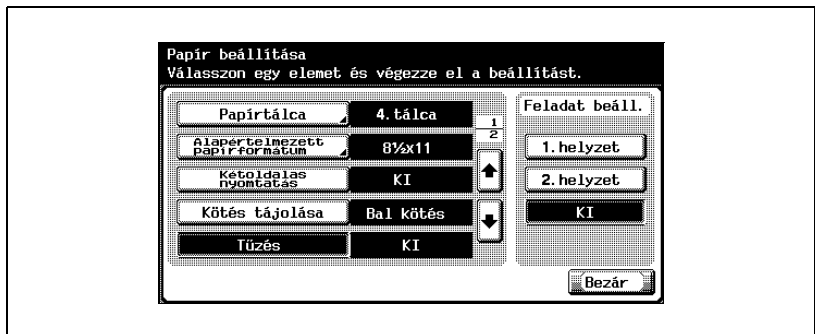 Papír beállítása
Válasszon egy elemet és végezze el a beállítást.
Papírtálca
4. tálca
1
2
Alapértelmezett
papírformátum
8½x11
Kétoldalas
nyomtatás
KI
Kötés tájolása
Bal kötés
Tűzés
KI
Feladat beáll.
1. helyzet
2. helyzet
KI
Bezár